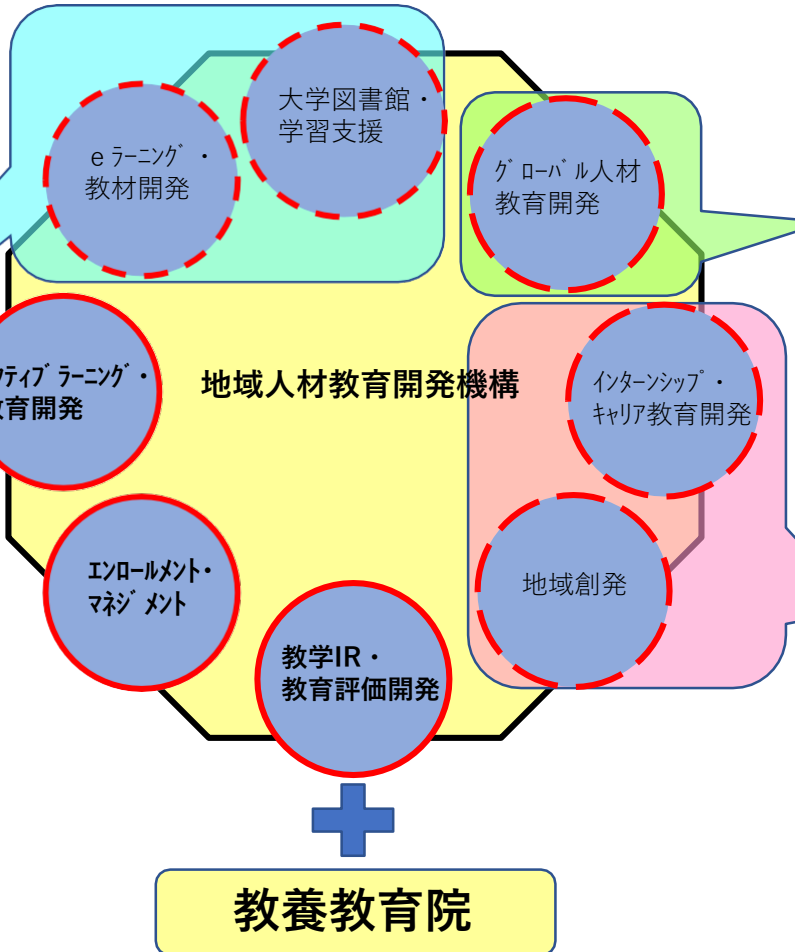 大学図書館・
学習支援
eラーニング・
教材開発
グローバル人材
教育開発
クティブラーニング・
育開発
地域人材教育開発機構
インターンシップ・
キャリア教育開発
エンロールメント・
マネジメント
地域創発
教学IR・
教育評価開発
教養教育院